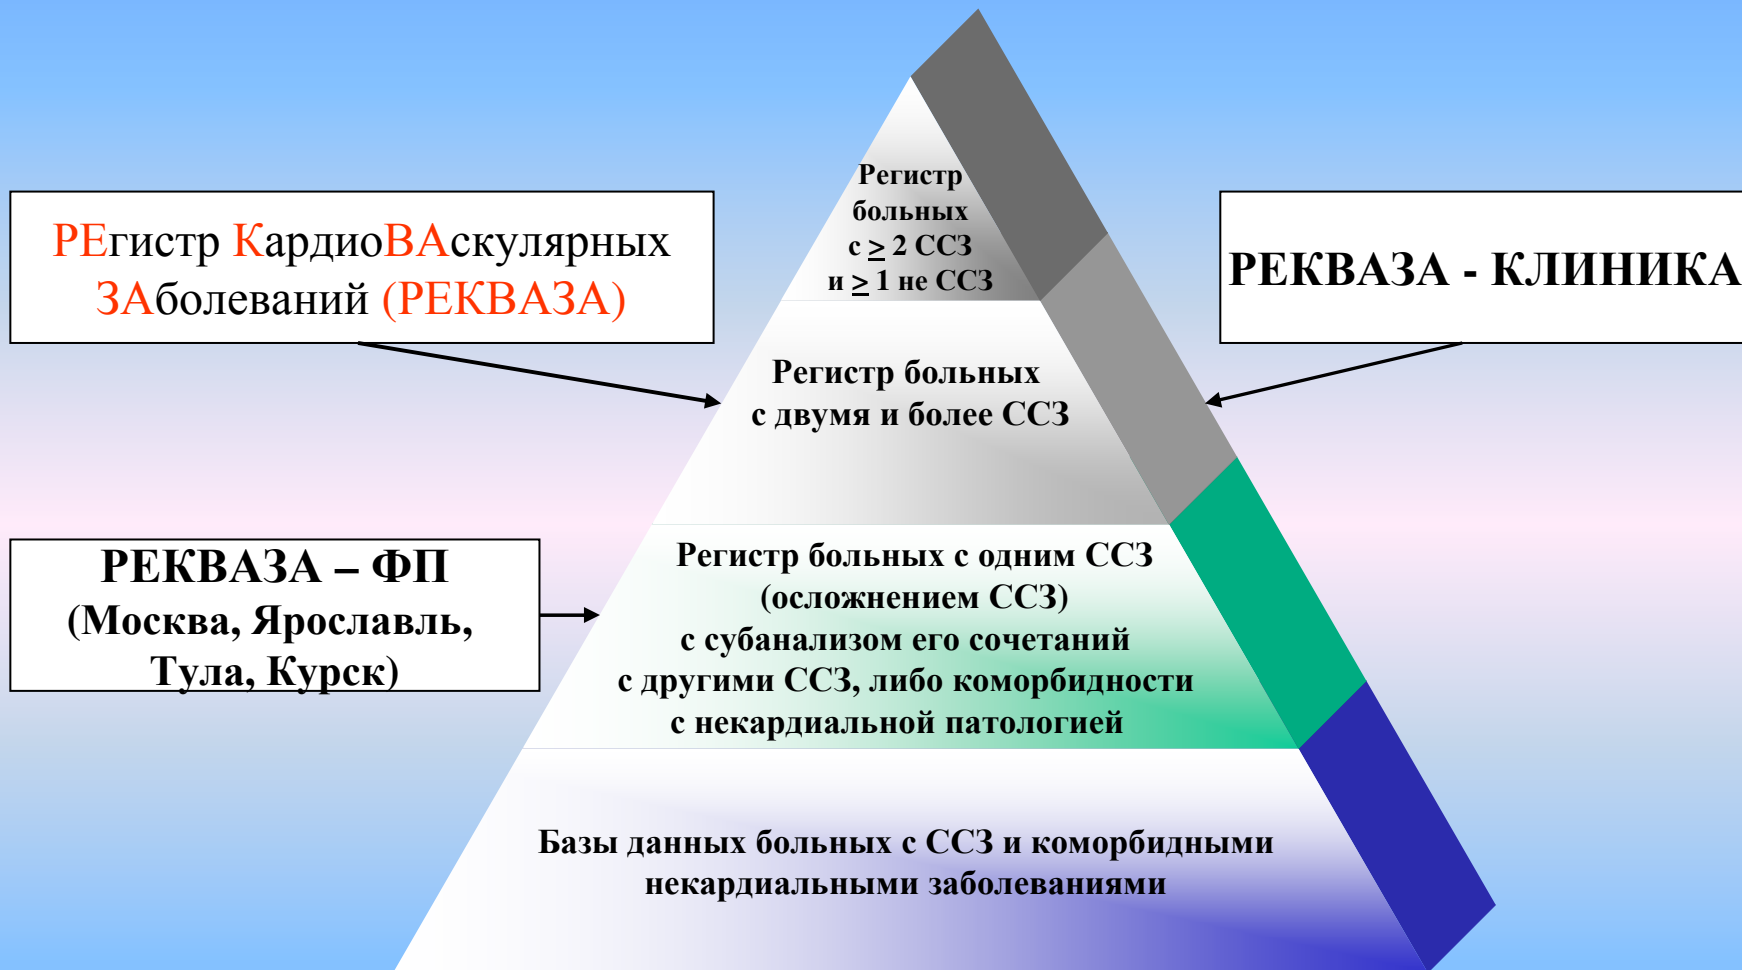 Регистр
больных
с ≥ 2 ССЗ
и ≥ 1 не ССЗ
РЕгистр КардиоВАскулярных
ЗАболеваний (РЕКВАЗА)
РЕКВАЗА - КЛИНИКА
Регистр больных
с двумя и более ССЗ
РЕКВАЗА – ФП
(Москва, Ярославль,
Тула, Курск)
Регистр больных с одним ССЗ
(осложнением ССЗ)
с субанализом его сочетаний
с другими ССЗ, либо коморбидности
с некардиальной патологией
Базы данных больных с ССЗ и коморбидными
некардиальными заболеваниями